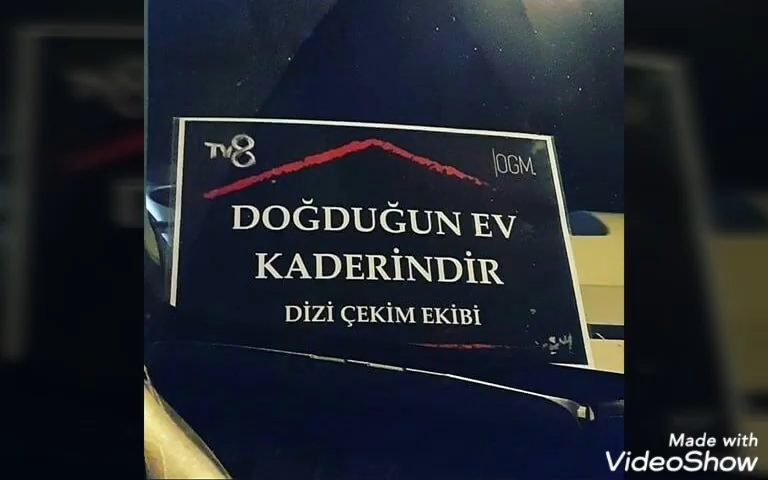 TV8
OGM
DOĞDUĞUN EV
KADERİNDİR
DİZİ ÇEKİM EKİBİ
Made with
VideoShow